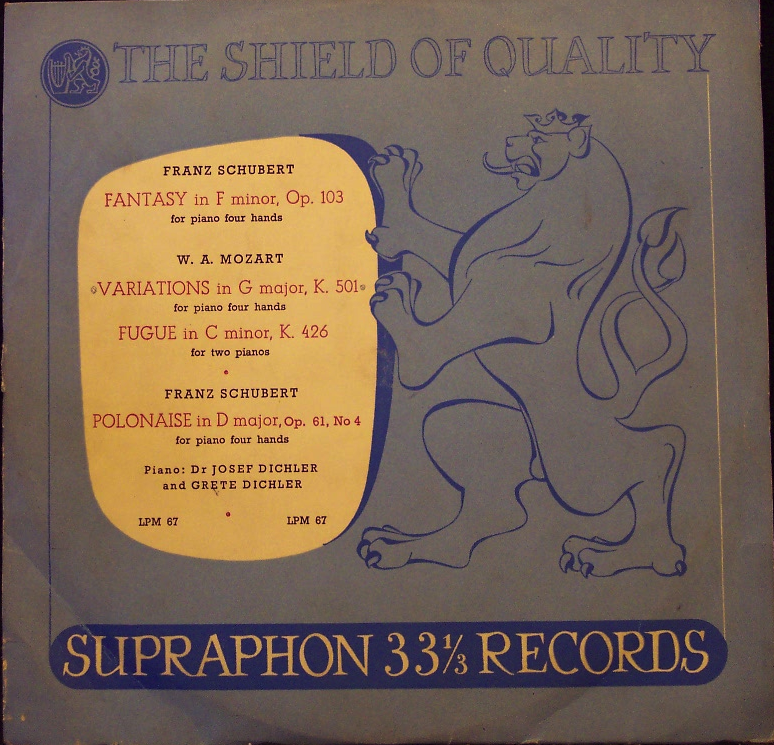 THE SHIELD OF QUALITY
FRANZ SCHUBERT
FANTASY in F minor, Op. 103
for piano four hands
W. A. MOZART
VARIATIONS in G major, K. 501
for piano four hands
FUGUE in C minor, K. 426
for two pianos
FRANZ SCHUBERT
POLONAISE in D major, Op. 61, No 4
for piano four hands
Piano: Dr JOSEF DICHLER
and GRETE DICHLER
LPM 67 LPM 67
SUPRAPHON 33⅓ RECORDS